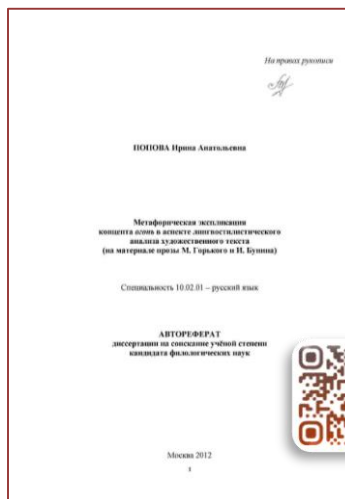 На правах рукописи
ПОПОВА Ирина Анатольевна
Метафорическая экспликация
концепта огонь в аспекте лингвостилистического
анализа художественного текста
(на материале прозы М. Горького и И. Бунина)
Специальность 10.02.01 – русский язык
АВТОРЕФЕРАТ
диссертации на соискание учёной степени
кандидата филологических наук
Москва 2012
1